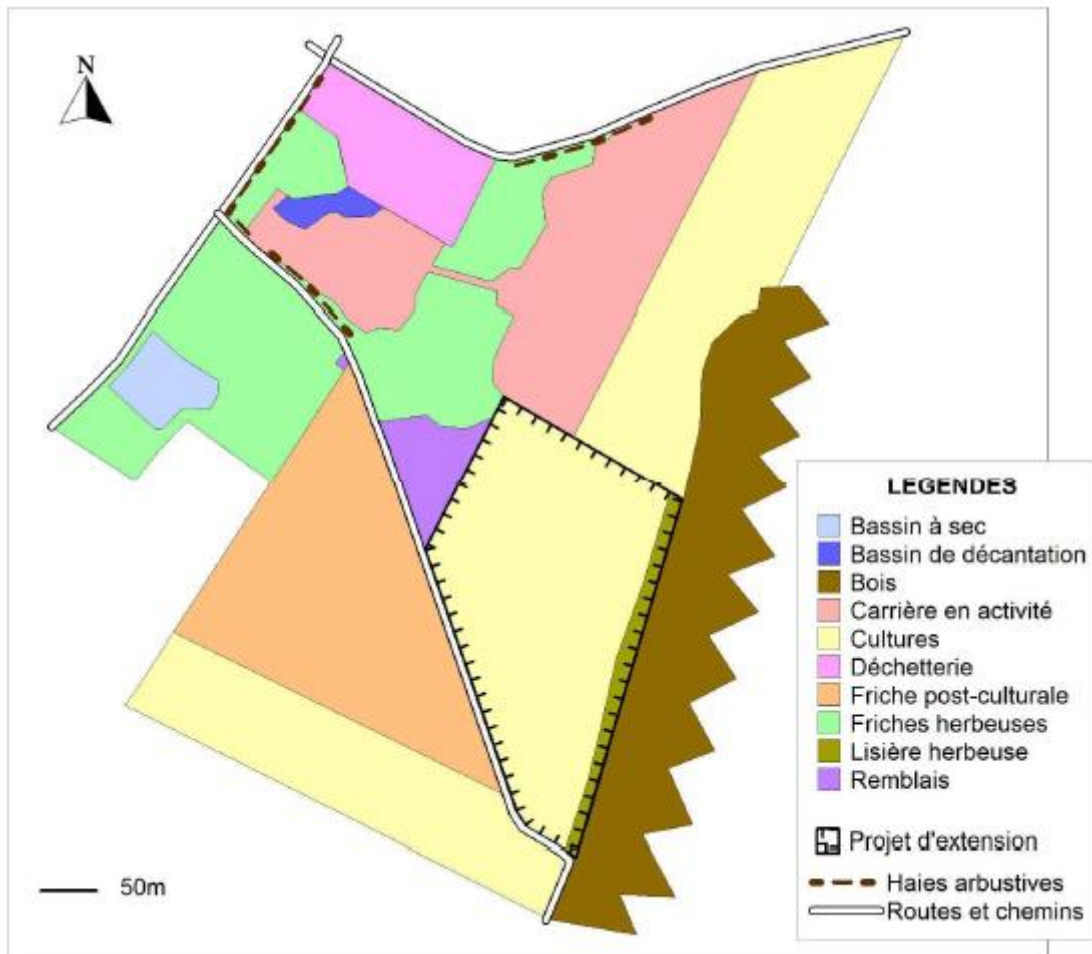 N
LEGENDES
Bassin à sec
Bassin de décantation
Bois
Carrière en activité
Cultures
Déchetterie
Friche post-culturale
Friches herbeuses
Lisière herbeuse
Remblais
Projet d'extension
Haies arbustives
Routes et chemins
50m